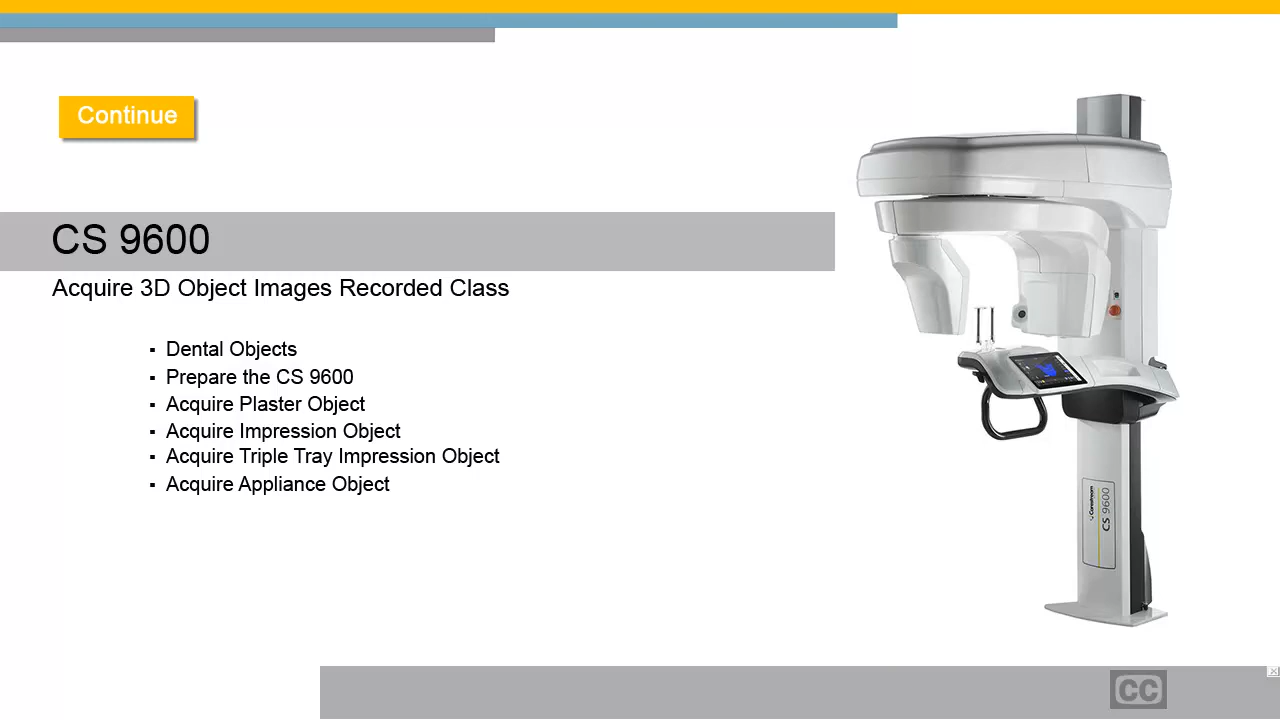 Continue
CS 9600
Acquire 3D Object Images Recorded Class
▪ Dental Objects
▪ Prepare the CS 9600
▪ Acquire Plaster Object
▪ Acquire Impression Object
▪ Acquire Triple Tray Impression Object
▪ Acquire Appliance Object
Carestream
CS 9600
CC